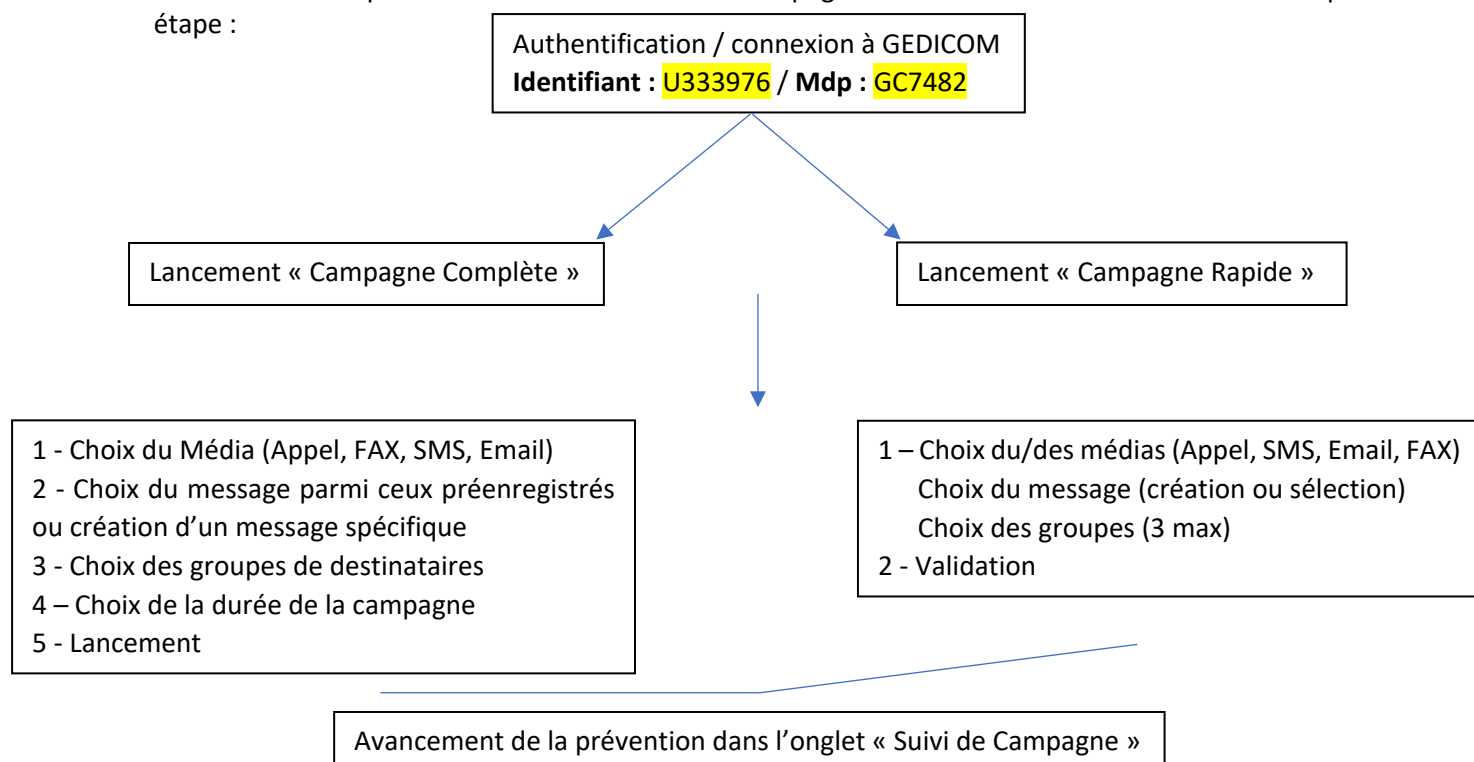 étape :
Authentification / connexion à GEDICOM
Identifiant : U333976 / Mdp : GC7482
Lancement « Campagne Complète »
Lancement « Campagne Rapide »
1 - Choix du Média (Appel, FAX, SMS, Email)
2 - Choix du message parmi ceux préenregistrés
ou création d’un message spécifique
3 - Choix des groupes de destinataires
4 – Choix de la durée de la campagne
5 - Lancement
1 – Choix du/des médias (Appel, SMS, Email, FAX)
Choix du message (création ou sélection)
Choix des groupes (3 max)
2 - Validation
Avancement de la prévention dans l’onglet « Suivi de Campagne »